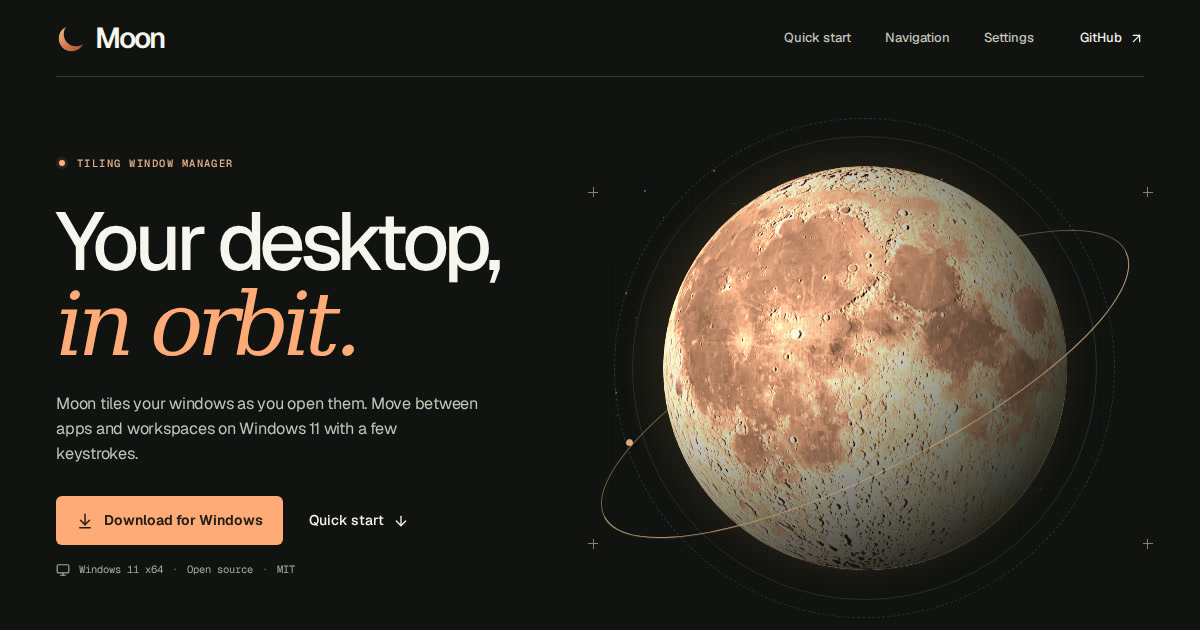 Moon
Quick start
Navigation
Settings
GitHub
TILING WINDOW MANAGER
Your desktop,
in orbit.
Moon tiles your windows as you open them. Move between
apps and workspaces on Windows 11 with a few
keystrokes.
Download for Windows
Quick start
Windows 11 x64 · Open source · MIT